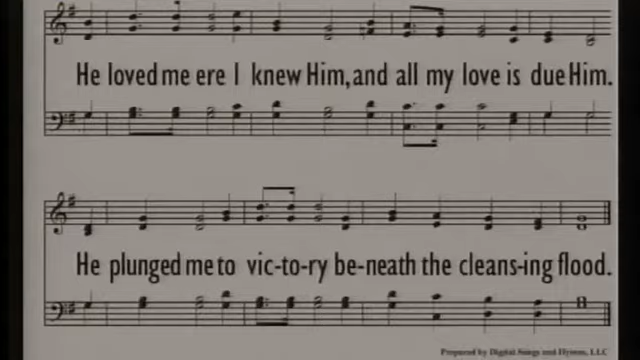 He loved me ere I knew Him, and all my love is due Him.
He plunged me to vic-to-ry be-neath the cleans-ing flood.
Prepared by Digital Songs and Hymns, LLC